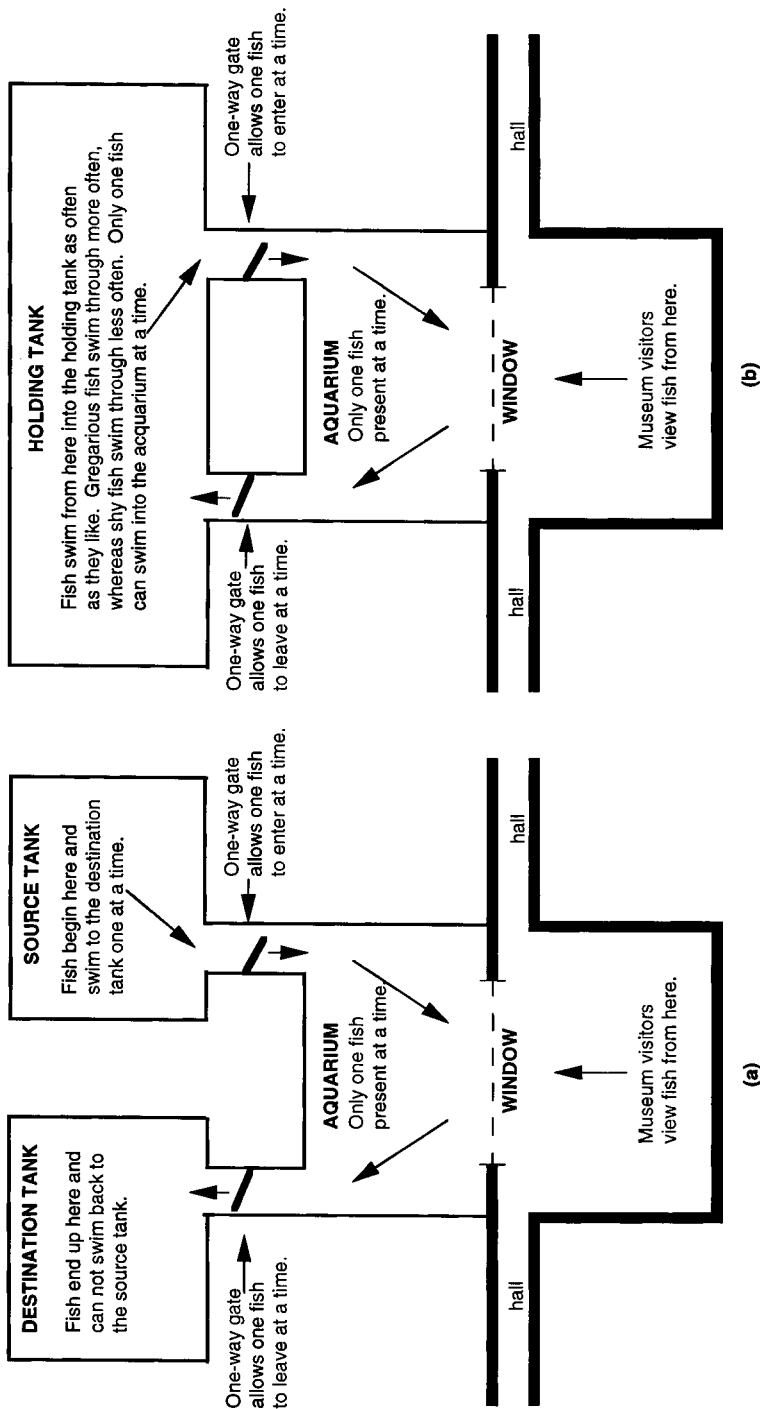 DESTINATION TANK
Fish end up here and
can not swim back to
the source tank.
SOURCE TANK
Fish begin here and
swim to the destination
tank one at a time.
One-way gate
allows one fish
to leave at a time.
One-way gate
allows one fish
to enter at a time.
AQUARIUM
Only one fish
present at a time.
WINDOW
hall
hall
Museum visitors
view fish from here.
(a)
HOLDING TANK
Fish swim from here into the holding tank as often
as they like. Gregarious fish swim through more often,
whereas shy fish swim through less often. Only one fish
can swim into the acquarium at a time.
One-way gate
allows one fish
to leave at a time.
One-way gate
allows one fish
to enter at a time.
AQUARIUM
Only one fish
present at a time.
WINDOW
hall
hall
Museum visitors
view fish from here.
(b)